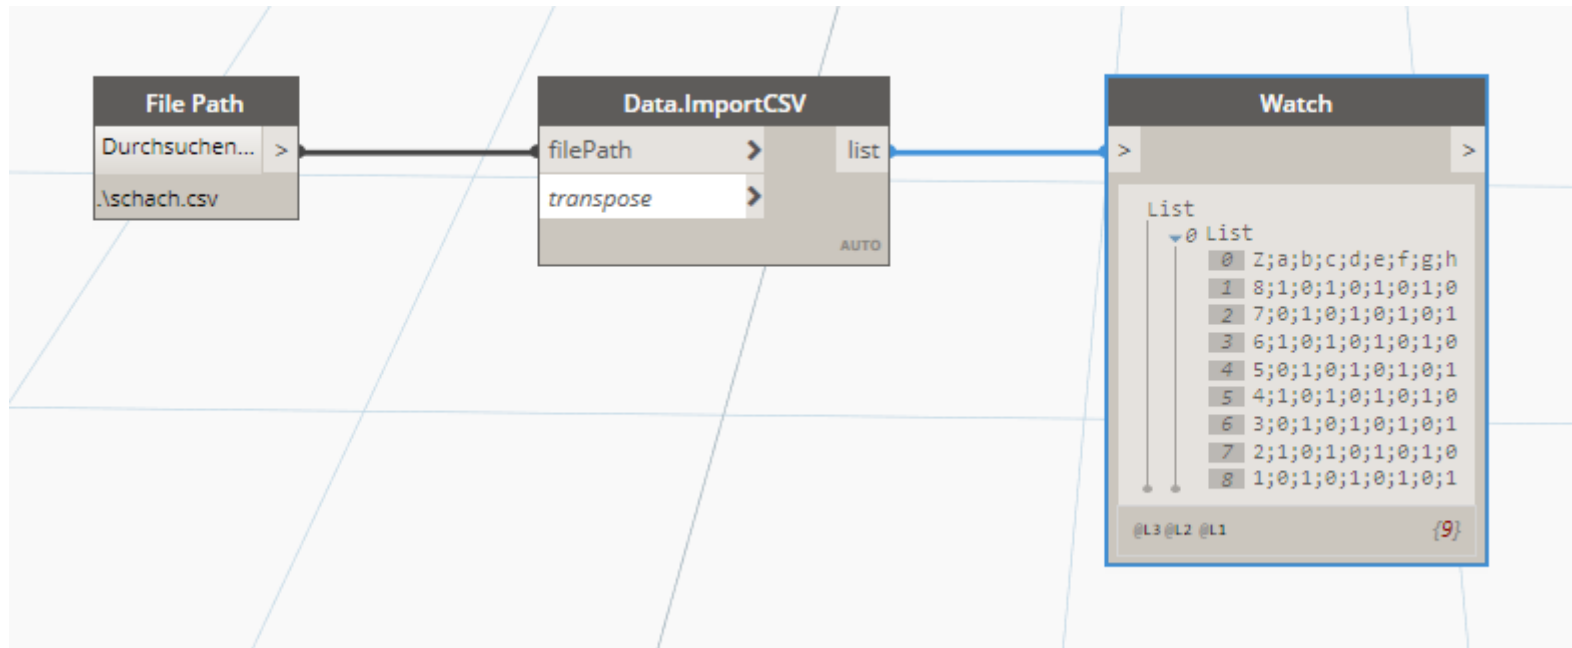 File Path
Durchsuchen... >
.\schach.csv
Data.ImportCSV
filePath > list
transpose >
AUTO
Watch
> >
List
0 List
0 Z;a;b;c;d;e;f;g;h
1 8;1;0;1;0;1;0;1;0
2 7;0;1;0;1;0;1;0;1
3 6;1;0;1;0;1;0;1;0
4 5;0;1;0;1;0;1;0;1
5 4;1;0;1;0;1;0;1;0
6 3;0;1;0;1;0;1;0;1
7 2;1;0;1;0;1;0;1;0
8 1;0;1;0;1;0;1;0;1
@L3 @L2 @L1 {9}